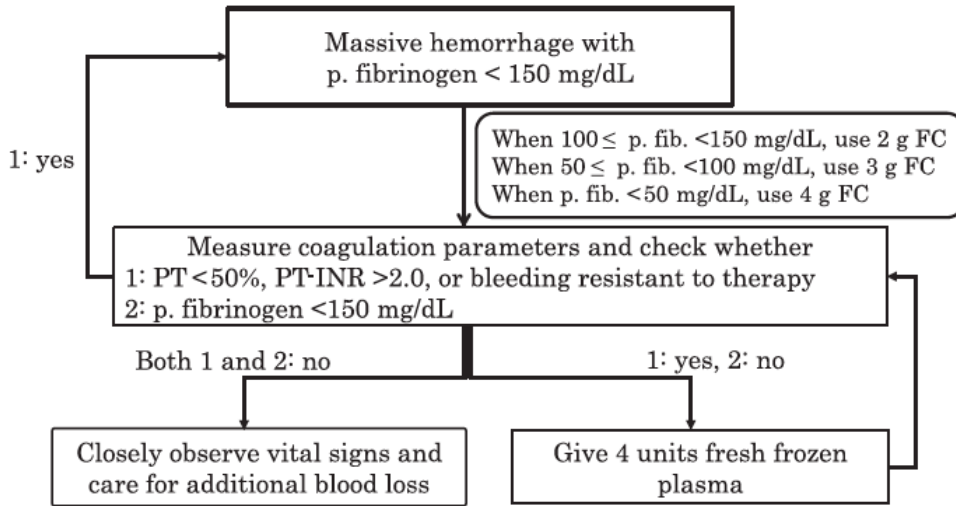 Massive hemorrhage with
p. fibrinogen < 150 mg/dL
1: yes
When 100 ≤ p. fib. <150 mg/dL, use 2 g FC
When 50 ≤ p. fib. <100 mg/dL, use 3 g FC
When p. fib. <50 mg/dL, use 4 g FC
Measure coagulation parameters and check whether
1: PT <50%, PT-INR >2.0, or bleeding resistant to therapy
2: p. fibrinogen <150 mg/dL
Both 1 and 2: no
1: yes, 2: no
Closely observe vital signs and
care for additional blood loss
Give 4 units fresh frozen
plasma